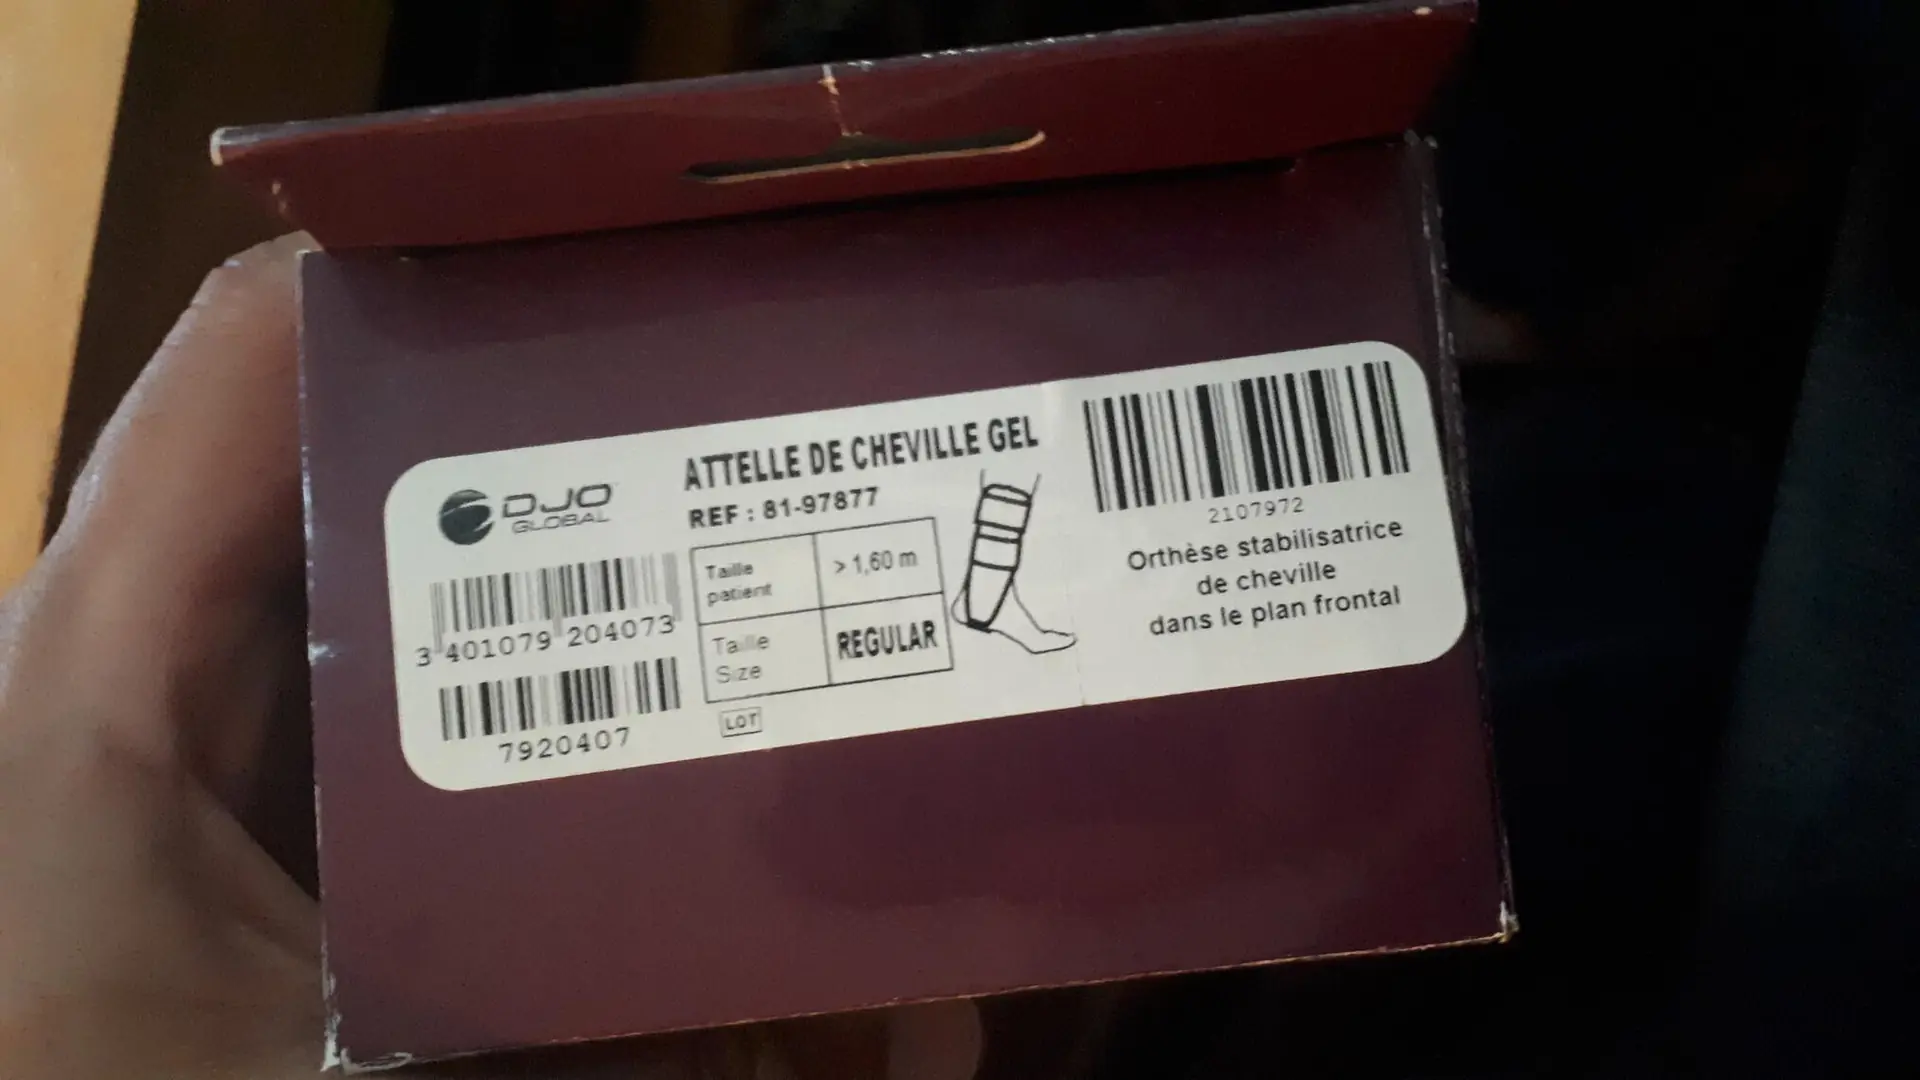 DJO
GLOBAL
3 401079 204073
7920407
ATTELLE DE CHEVILLE GEL
REF : 81-97877
Taille patient > 1,60 m
Taille Size REGULAR
LOT
2107972
Orthèse stabilisatrice
de cheville
dans le plan frontal